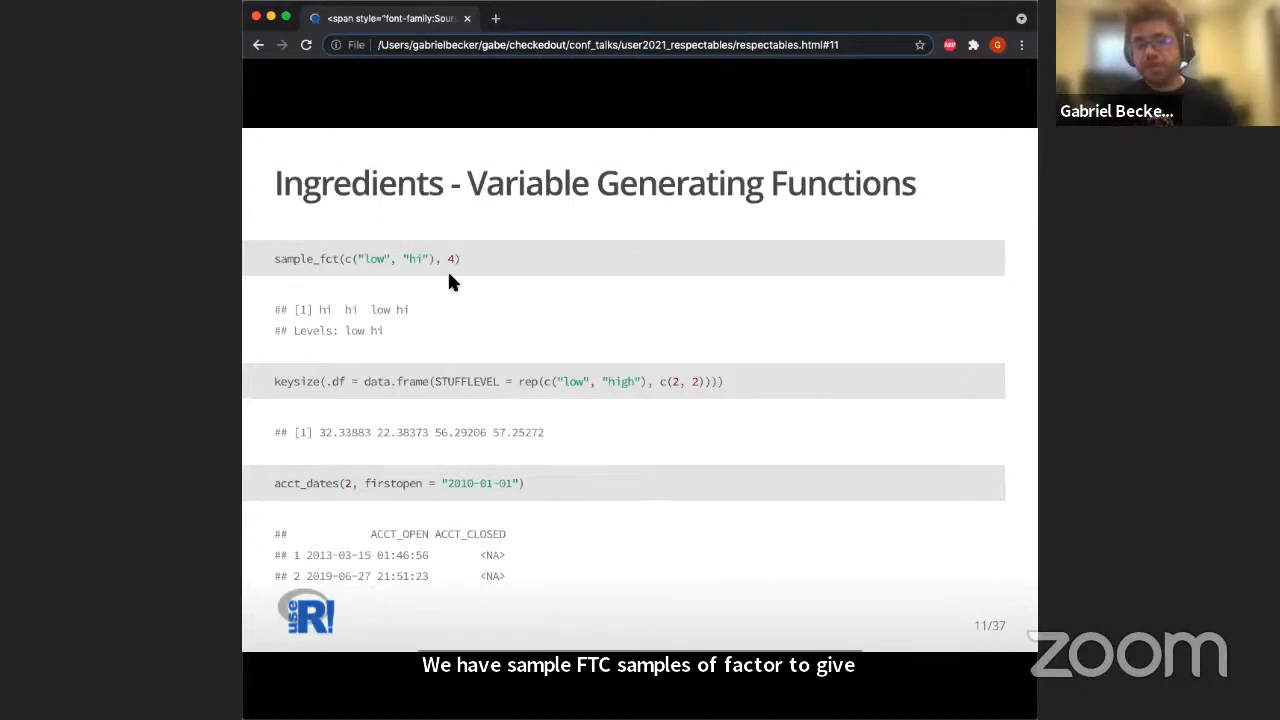 <span style="font-family:Sour
File
/Users/gabrielbecker/gabe/checkedout/conf_talks/user2021_respectables/respectables.html#11
ABP
G
Gabriel Becke...
Ingredients - Variable Generating Functions
sample_fct(c("low", "hi"), 4)
## [1] hi  hi  low hi
## Levels: low hi
keysize(.df = data.frame(STUFFLEVEL = rep(c("low", "high"), c(2, 2))))
## [1] 32.33883 22.38373 56.29206 57.25272
acct_dates(2, firstopen = "2010-01-01")
##             ACCT_OPEN ACCT_CLOSED
## 1 2013-03-15 01:46:56        <NA>
## 2 2019-06-27 21:51:23        <NA>
use R!
11/37
zoom
We have sample FTC samples of factor to give